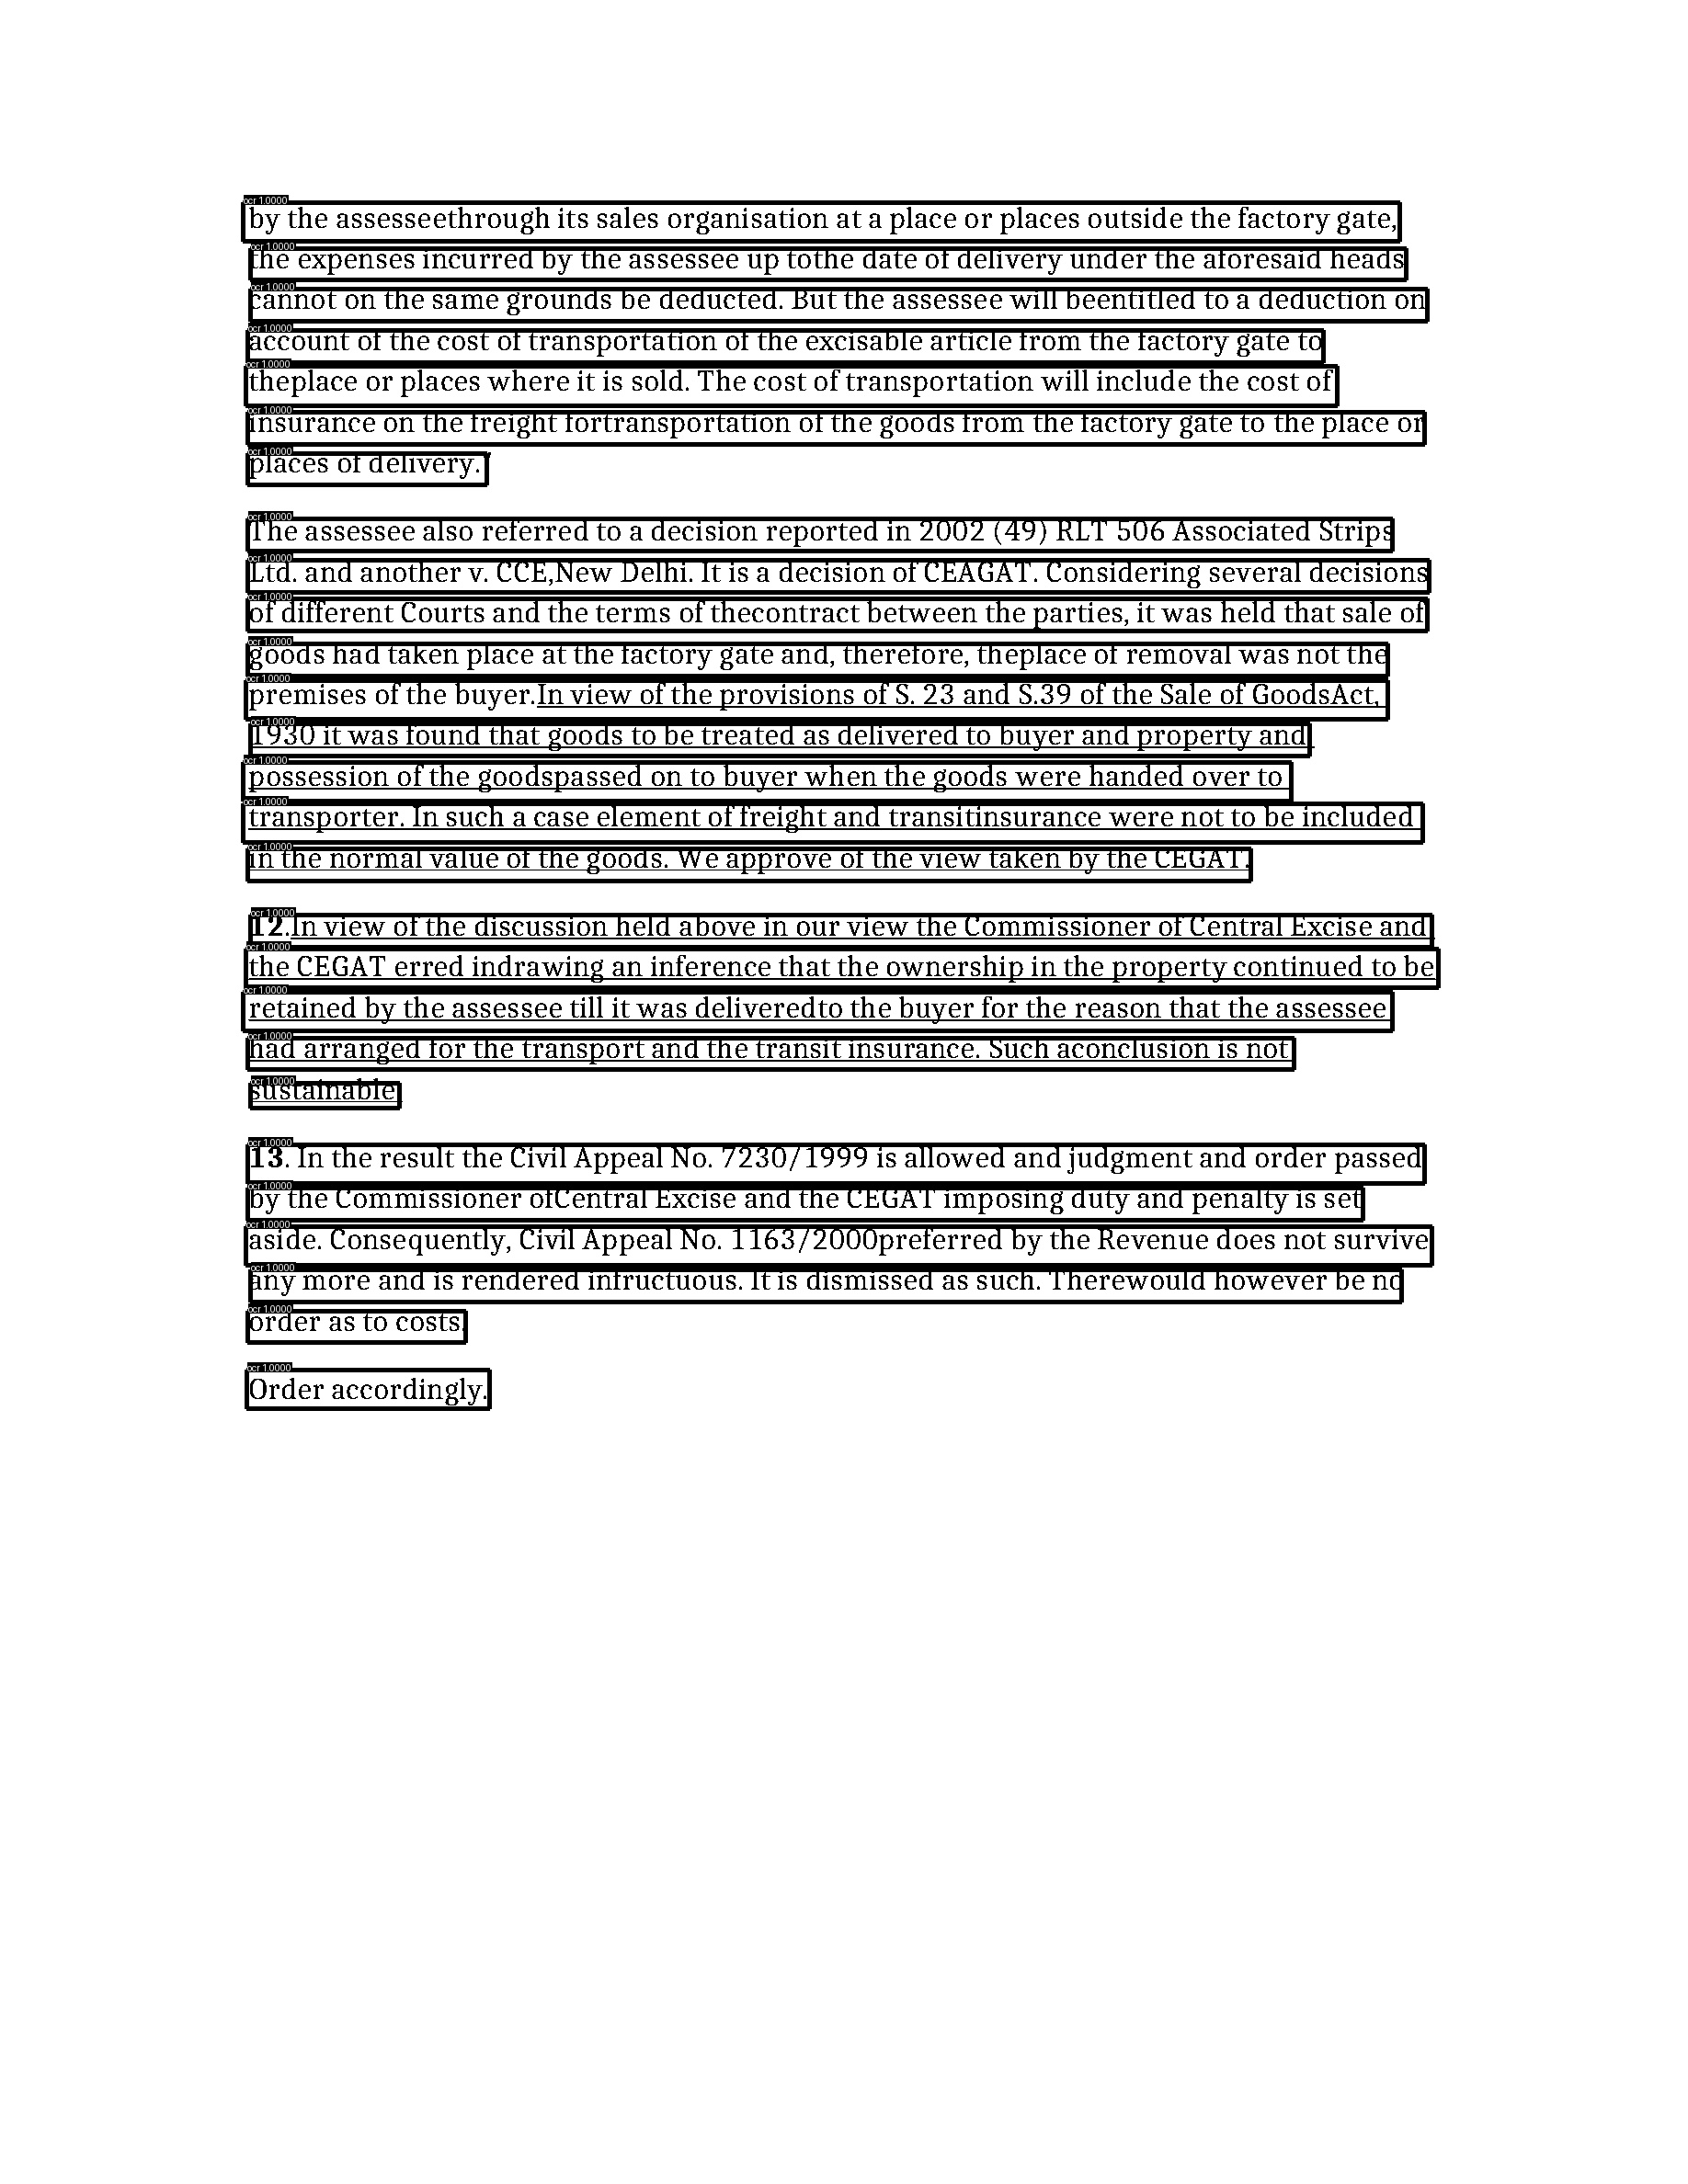 by the assesseethrough its sales organisation at a place or places outside the factory gate,
the expenses incurred by the assessee up tothe date of delivery under the aforesaid heads
cannot on the same grounds be deducted. But the assessee will beentitled to a deduction on
account of the cost of transportation of the excisable article from the factory gate to
theplace or places where it is sold. The cost of transportation will include the cost of
insurance on the freight fortransportation of the goods from the factory gate to the place or
places of delivery."
The assessee also referred to a decision reported in 2002 (49) RLT 506 Associated Strips
Ltd. and another v. CCE,New Delhi. It is a decision of CEAGAT. Considering several decisions
of different Courts and the terms of thecontract between the parties, it was held that sale of
goods had taken place at the factory gate and, therefore, theplace of removal was not the
premises of the buyer.In view of the provisions of S. 23 and S.39 of the Sale of GoodsAct,
1930 it was found that goods to be treated as delivered to buyer and property and
possession of the goodspassed on to buyer when the goods were handed over to
transporter. In such a case element of freight and transitinsurance were not to be included
in the normal value of the goods. We approve of the view taken by the CEGAT.
12.In view of the discussion held above in our view the Commissioner of Central Excise and
the CEGAT erred indrawing an inference that the ownership in the property continued to be
retained by the assessee till it was deliveredto the buyer for the reason that the assessee
had arranged for the transport and the transit insurance. Such aconclusion is not
sustainable
13. In the result the Civil Appeal No. 7230/1999 is allowed and judgment and order passed
by the Commissioner ofCentral Excise and the CEGAT imposing duty and penalty is set
aside. Consequently, Civil Appeal No. 1163/2000preferred by the Revenue does not survive
any more and is rendered infructuous. It is dismissed as such. Therewould however be no
order as to costs.
Order accordingly.